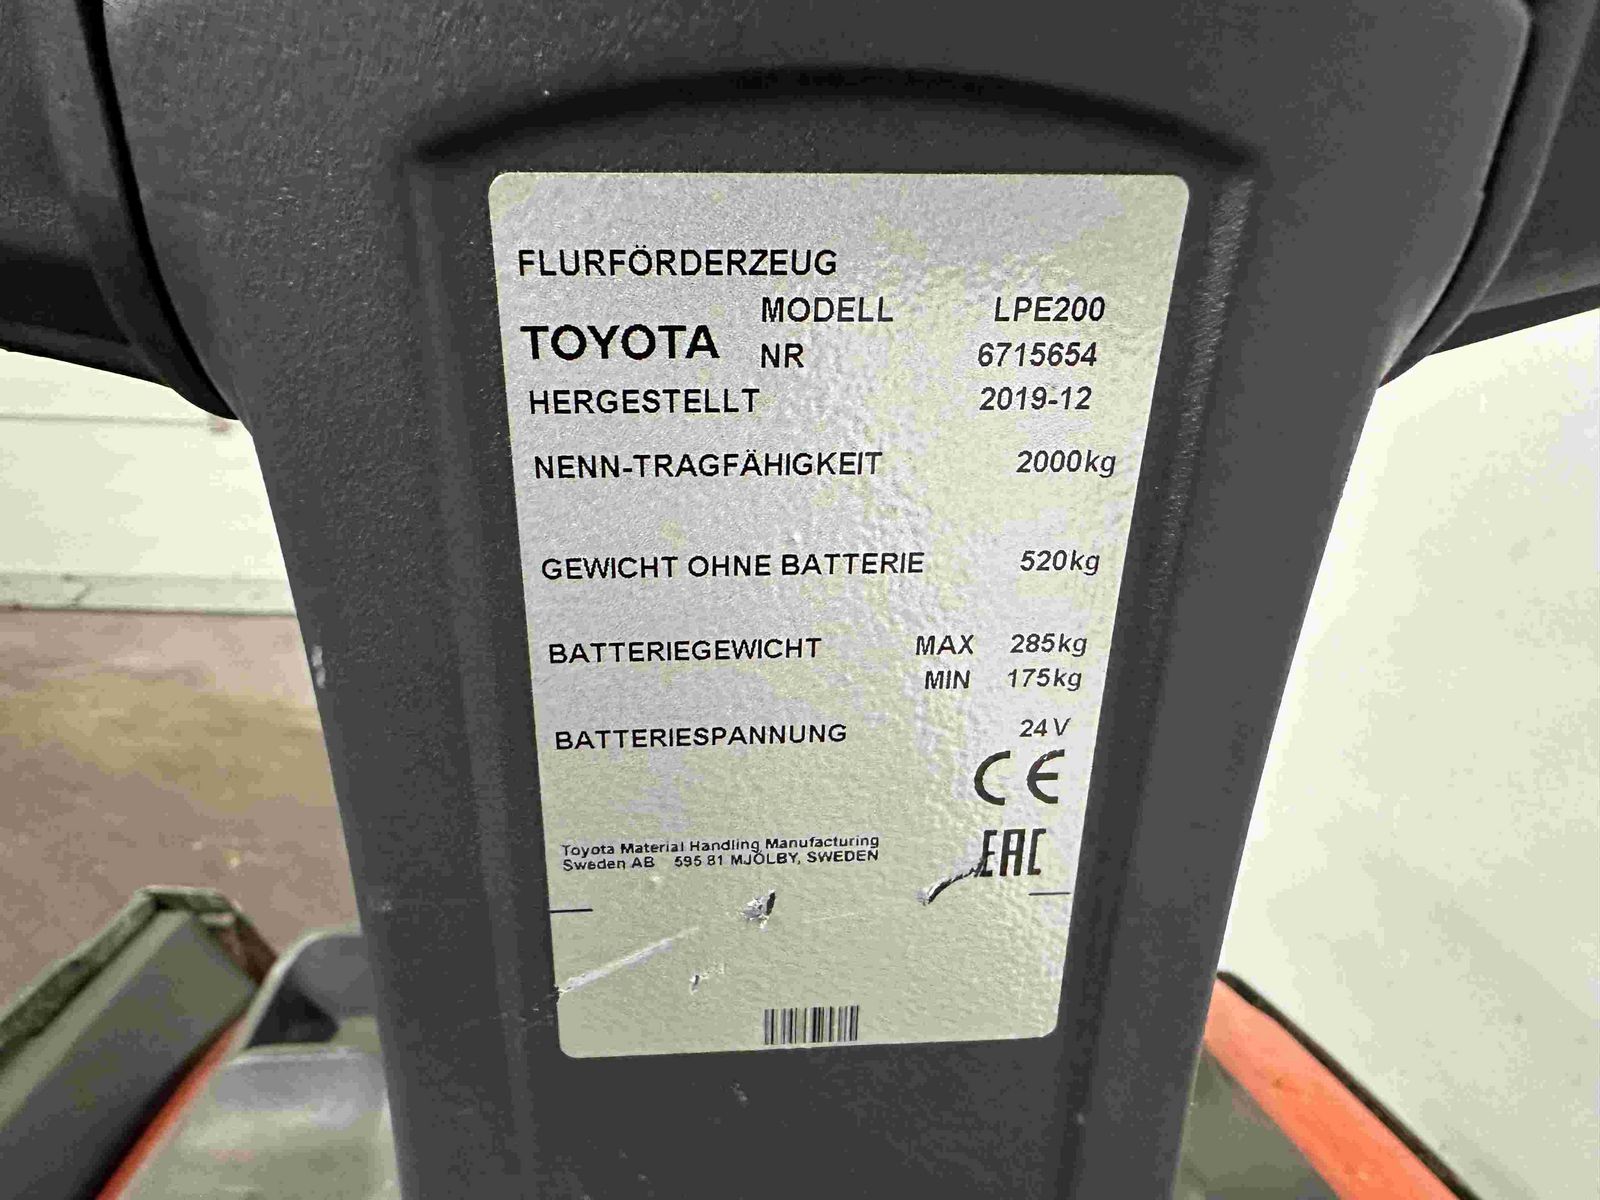 FLURFÖRDERZEUG
MODELL LPE200
TOYOTA NR 6715654
HERGESTELLT 2019-12
NENN-TRAGFÄHIGKEIT 2000kg
GEWICHT OHNE BATTERIE 520kg
BATTERIEGEWICHT MAX 285kg
MIN 175kg
BATTERIESPANNUNG 24V
CE
Toyota Material Handling Manufacturing
Sweden AB 595 81 MJÖLBY, SWEDEN
EAC